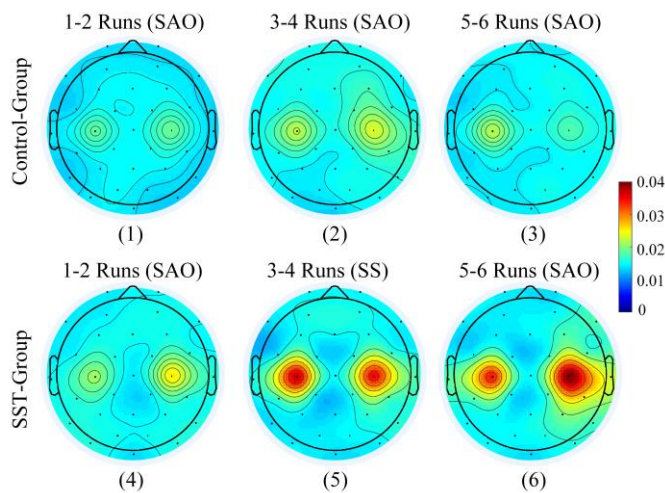 1-2 Runs (SAO) 3-4 Runs (SAO) 5-6 Runs (SAO)
Control-Group
(1) (2) (3)
0.04
0.03
0.02
0.01
0
1-2 Runs (SAO) 3-4 Runs (SS) 5-6 Runs (SAO)
SST-Group
(4) (5) (6)